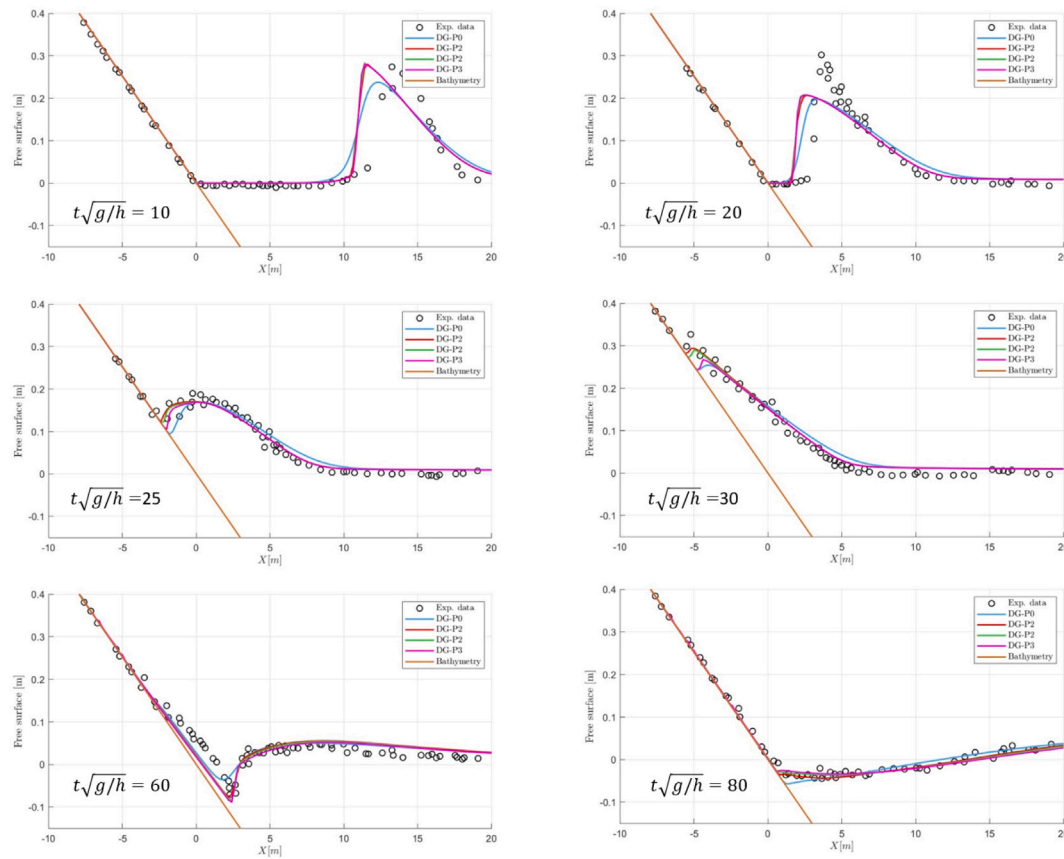 0.4
0.3
0.2
0.1
0
-0.1
Free surface [m]
Exp. data
DG-P0
DG-P2
DG-P2
DG-P3
Bathymetry
t√g/h = 10
-10 -5 0 5 10 15 20
X[m]
0.4
0.3
0.2
0.1
0
-0.1
Free surface [m]
Exp. data
DG-P0
DG-P2
DG-P2
DG-P3
Bathymetry
t√g/h = 20
-10 -5 0 5 10 15 20
X[m]
0.4
0.3
0.2
0.1
0
-0.1
Free surface [m]
Exp. data
DG-P0
DG-P2
DG-P2
DG-P3
Bathymetry
t√g/h =25
-10 -5 0 5 10 15 20
X[m]
0.4
0.3
0.2
0.1
0
-0.1
Free surface [m]
Exp. data
DG-P0
DG-P2
DG-P2
DG-P3
Bathymetry
t√g/h =30
-10 -5 0 5 10 15 20
X[m]
0.4
0.3
0.2
0.1
0
-0.1
Free surface [m]
Exp. data
DG-P0
DG-P2
DG-P2
DG-P3
Bathymetry
t√g/h = 60
-10 -5 0 5 10 15 20
X[m]
0.4
0.3
0.2
0.1
0
-0.1
Free surface [m]
Exp. data
DG-P0
DG-P2
DG-P2
DG-P3
Bathymetry
t√g/h = 80
-10 -5 0 5 10 15 20
X[m]